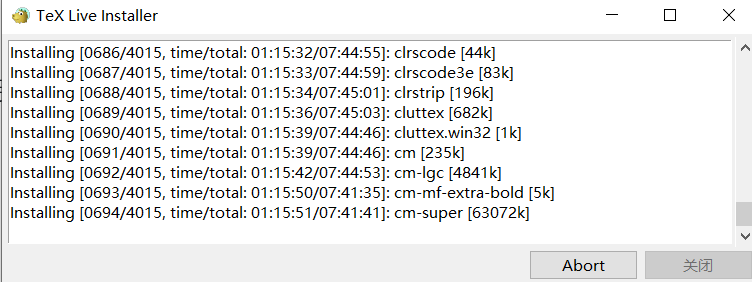 TeX Live Installer
Installing [0686/4015, time/total: 01:15:32/07:44:55]: clrscode [44k]
Installing [0687/4015, time/total: 01:15:33/07:44:59]: clrscode3e [83k]
Installing [0688/4015, time/total: 01:15:34/07:45:01]: clrstrip [196k]
Installing [0689/4015, time/total: 01:15:36/07:45:03]: cluttex [682k]
Installing [0690/4015, time/total: 01:15:39/07:44:46]: cluttex.win32 [1k]
Installing [0691/4015, time/total: 01:15:39/07:44:46]: cm [235k]
Installing [0692/4015, time/total: 01:15:42/07:44:53]: cm-lgc [4841k]
Installing [0693/4015, time/total: 01:15:50/07:41:35]: cm-mf-extra-bold [5k]
Installing [0694/4015, time/total: 01:15:51/07:41:41]: cm-super [63072k]
Abort 关闭